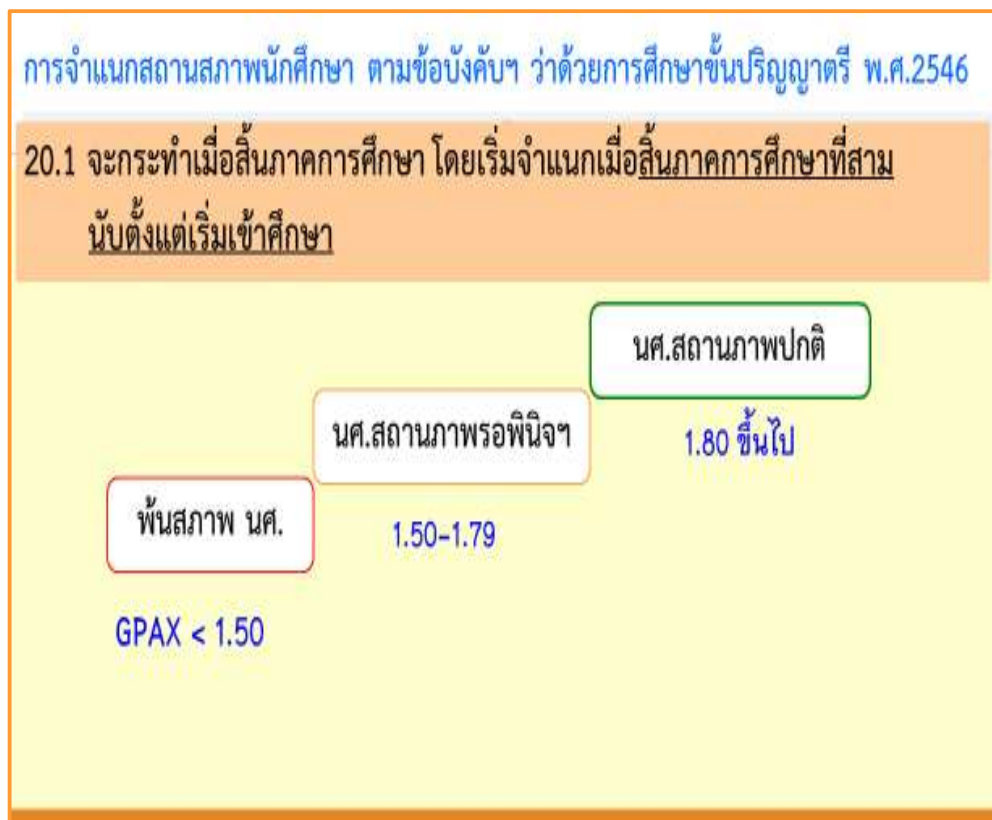 การจำแนกสถานสภาพนักศึกษา ตามข้อบังคับฯ ว่าด้วยการศึกษาขั้นปริญญาตรี พ.ศ.2546
20.1 จะกระทำเมื่อสิ้นภาคการศึกษา โดยเริ่มจำแนกเมื่อสิ้นภาคการศึกษาที่สาม
นับตั้งแต่เริ่มเข้าศึกษา
นศ.สถานภาพปกติ
1.80 ขึ้นไป
นศ.สถานภาพรอพินิจฯ
1.50-1.79
พ้นสภาพ นศ.
GPAX < 1.50